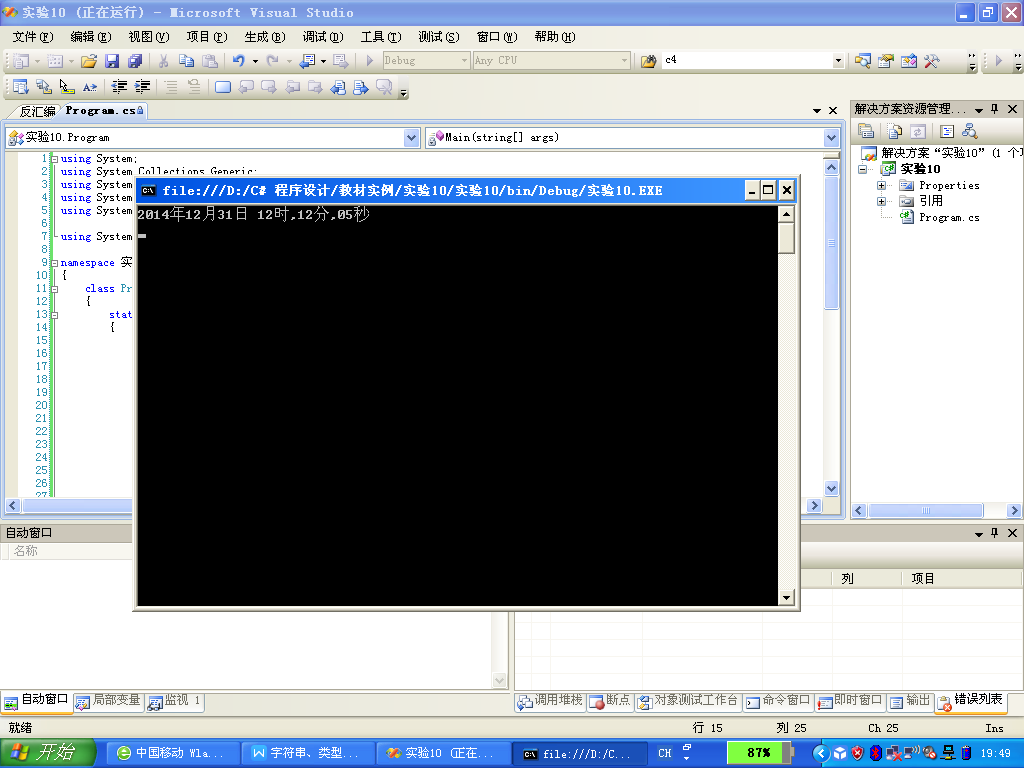 实验10 (正在运行) - Microsoft Visual Studio
文件(F) 编辑(E) 视图(V) 项目(P) 生成(B) 调试(D) 工具(T) 测试(S) 窗口(W) 帮助(H)
Debug Any CPU c4
反汇编 Program.cs
解决方案资源管理...
实验10.Program Main(string[] args)
解决方案“实验10”(1 个
实验10
Properties
引用
Program.cs
1 using System;
2 using System.Collections.Generic;
3 using System
4 using System
5 using System
6
7 using System
8
9 namespace 实
10 {
11 class Pr
12 {
13 stat
14 {
15
16
17
18
19
20
21
22
23
24
25
26
27
file:///D:/C# 程序设计/教材实例/实验10/实验10/bin/Debug/实验10.EXE
2014年12月31日 12时,12分,05秒
自动窗口
名称
列 项目
自动窗口 局部变量 监视 1
调用堆栈 断点 对象测试工作台 命令窗口 即时窗口 输出 错误列表
就绪 行 15 列 25 Ch 25 Ins
开始 中国移动 Wla... 字符串、类型... 实验10 (正在... file:///D:/C... CH 87% 19:49